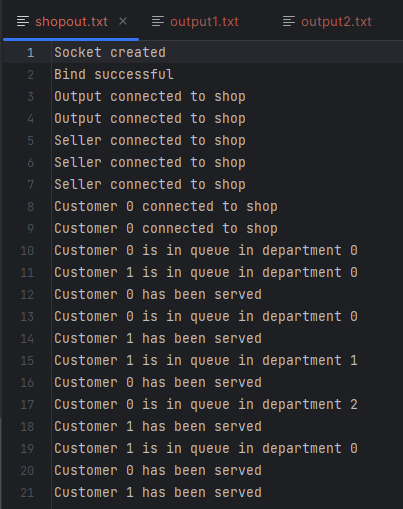 shopout.txt × output1.txt output2.txt
1 Socket created
2 Bind successful
3 Output connected to shop
4 Output connected to shop
5 Seller connected to shop
6 Seller connected to shop
7 Seller connected to shop
8 Customer 0 connected to shop
9 Customer 0 connected to shop
10 Customer 0 is in queue in department 0
11 Customer 1 is in queue in department 0
12 Customer 0 has been served
13 Customer 0 is in queue in department 0
14 Customer 1 has been served
15 Customer 1 is in queue in department 1
16 Customer 0 has been served
17 Customer 0 is in queue in department 2
18 Customer 1 has been served
19 Customer 1 is in queue in department 0
20 Customer 0 has been served
21 Customer 1 has been served